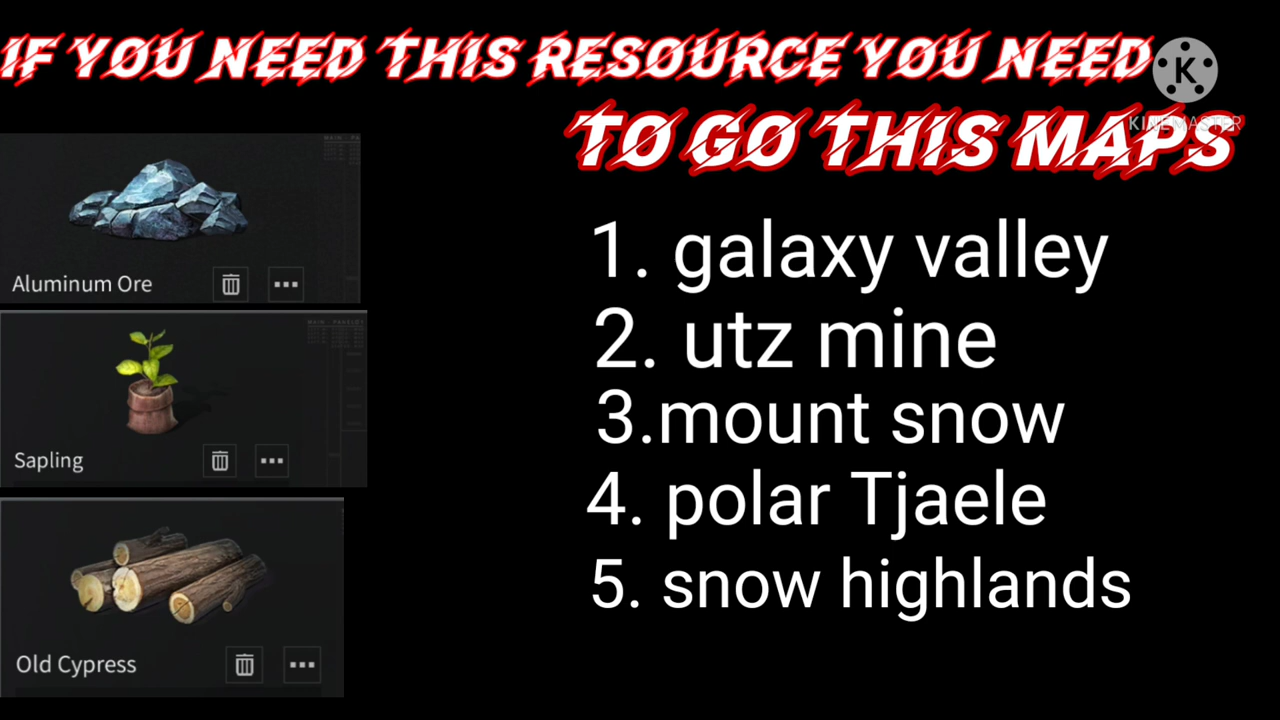 IF YOU NEED THIS RESOURCE YOU NEED
K
KINEMASTER
TO GO THIS MAPS
Aluminum Ore
Sapling
Old Cypress
1. galaxy valley
2. utz mine
3.mount snow
4. polar Tjaele
5. snow highlands